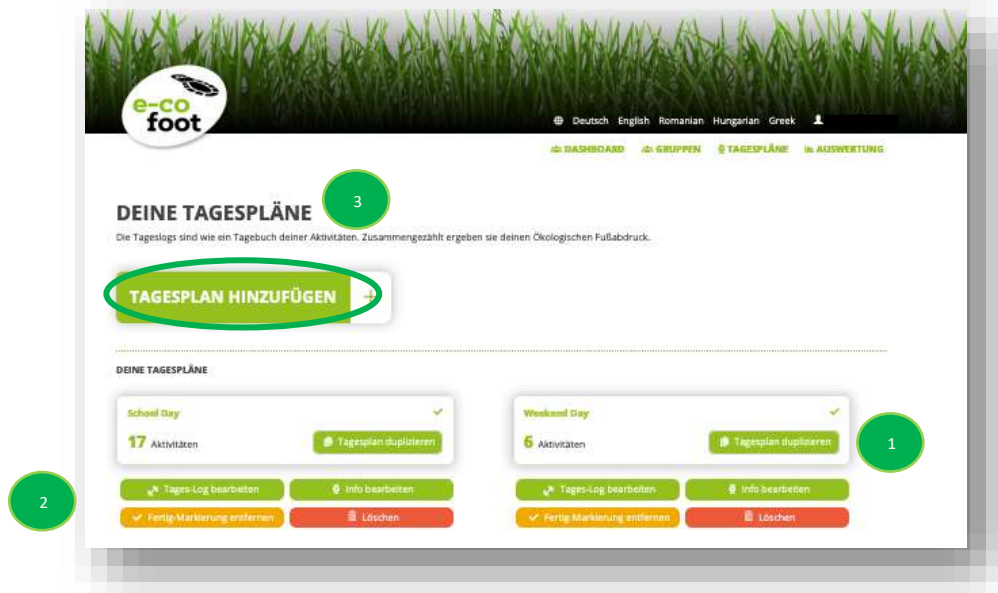 e-co
foot
Deutsch English Romanian Hungarian Greek
DASHBOARD GRUPPEN TAGESPLÄNE AUSWERTUNG
DEINE TAGESPLÄNE
3
Die Tageslogs sind wie ein Tagebuch deiner Aktivitäten. Zusammengezählt ergeben sie deinen Ökologischen Fußabdruck.
TAGESPLAN HINZUFÜGEN +
DEINE TAGESPLÄNE
School Day
17 Aktivitäten
Tagesplan duplizieren
Weekend Day
6 Aktivitäten
Tagesplan duplizieren
1
2
Tages-Log bearbeiten
Info bearbeiten
Fertig-Markierung entfernen
Löschen
Tages-Log bearbeiten
Info bearbeiten
Fertig-Markierung entfernen
Löschen